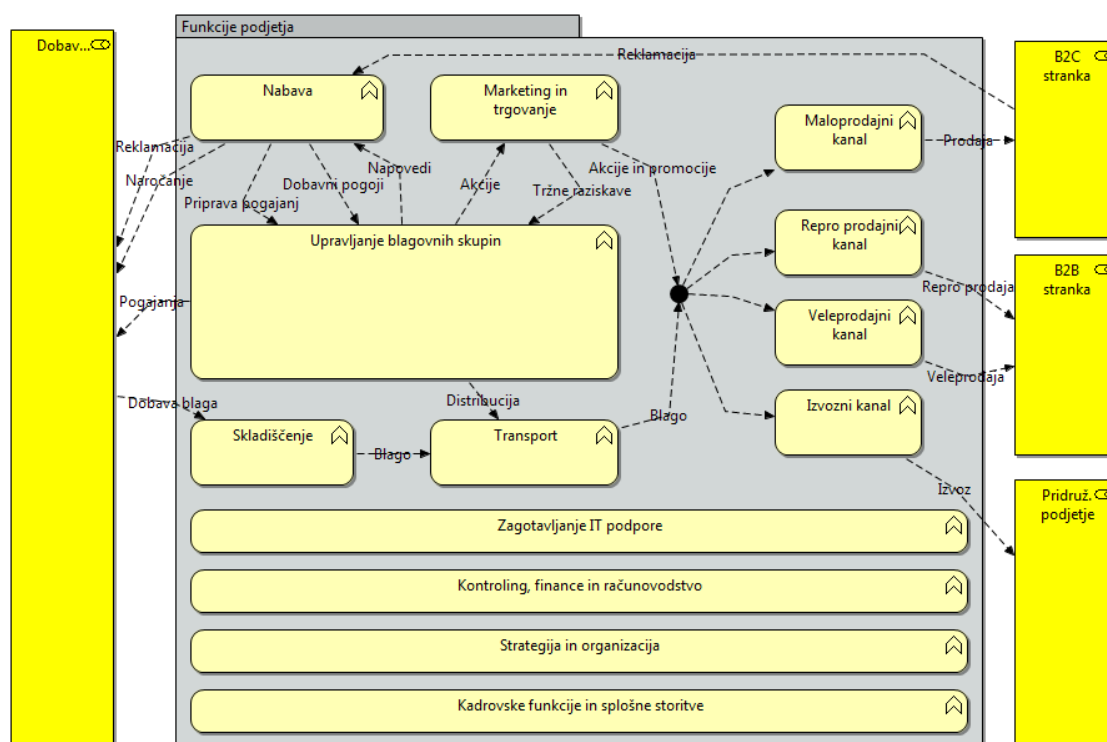 Funkcije podjetja
Dobav...
Reklamacija
B2C
stranka
Nabava
Marketing in
trgovanje
Maloprodajni
kanal
Prodaja
Reklamacija
Naročanje
Napovedi
Dobavni pogoji
Akcije
Tržne raziskave
Akcije in promocije
Priprava pogajanj
Upravljanje blagovnih skupin
Repro prodajni
kanal
Repro prodaja
B2B
stranka
Pogajanja
Veleprodajni
kanal
Veleprodaja
Dobava blaga
Distribucija
Blago
Izvozni kanal
Skladiščenje
Blago
Transport
Izvoz
Pridruž.
podjetje
Zagotavljanje IT podpore
Kontroling, finance in računovodstvo
Strategija in organizacija
Kadrovske funkcije in splošne storitve